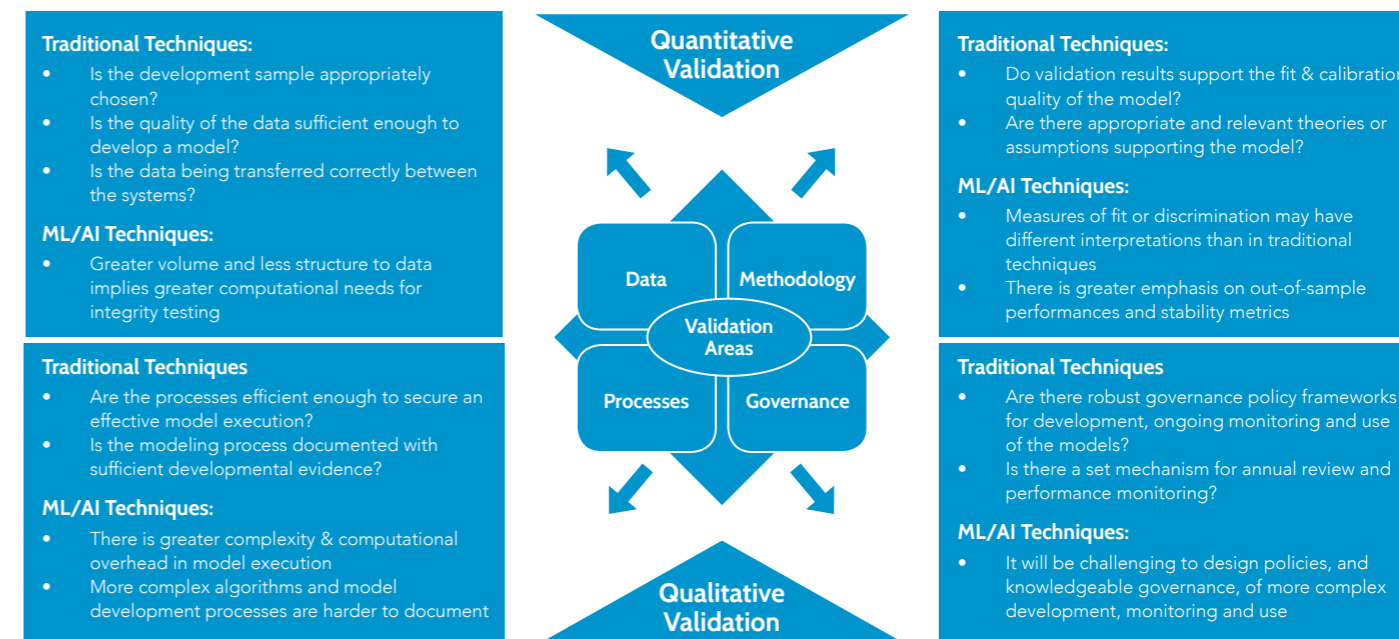 Traditional Techniques:
• Is the development sample appropriately
chosen?
• Is the quality of the data sufficient enough to
develop a model?
• Is the data being transferred correctly between
the systems?
ML/AI Techniques:
• Greater volume and less structure to data
implies greater computational needs for
integrity testing
Traditional Techniques
• Are the processes efficient enough to secure an
effective model execution?
• Is the modeling process documented with
sufficient developmental evidence?
ML/AI Techniques:
• There is greater complexity & computational
overhead in model execution
• More complex algorithms and model
development processes are harder to document
Quantitative
Validation
Data
Methodology
Validation
Areas
Processes
Governance
Qualitative
Validation
Traditional Techniques:
• Do validation results support the fit & calibration
quality of the model?
• Are there appropriate and relevant theories or
assumptions supporting the model?
ML/AI Techniques:
• Measures of fit or discrimination may have
different interpretations than in traditional
techniques
• There is greater emphasis on out-of-sample
performances and stability metrics
Traditional Techniques
• Are there robust governance policy frameworks
for development, ongoing monitoring and use
of the models?
• Is there a set mechanism for annual review and
performance monitoring?
ML/AI Techniques:
• It will be challenging to design policies, and
knowledgeable governance, of more complex
development, monitoring and use